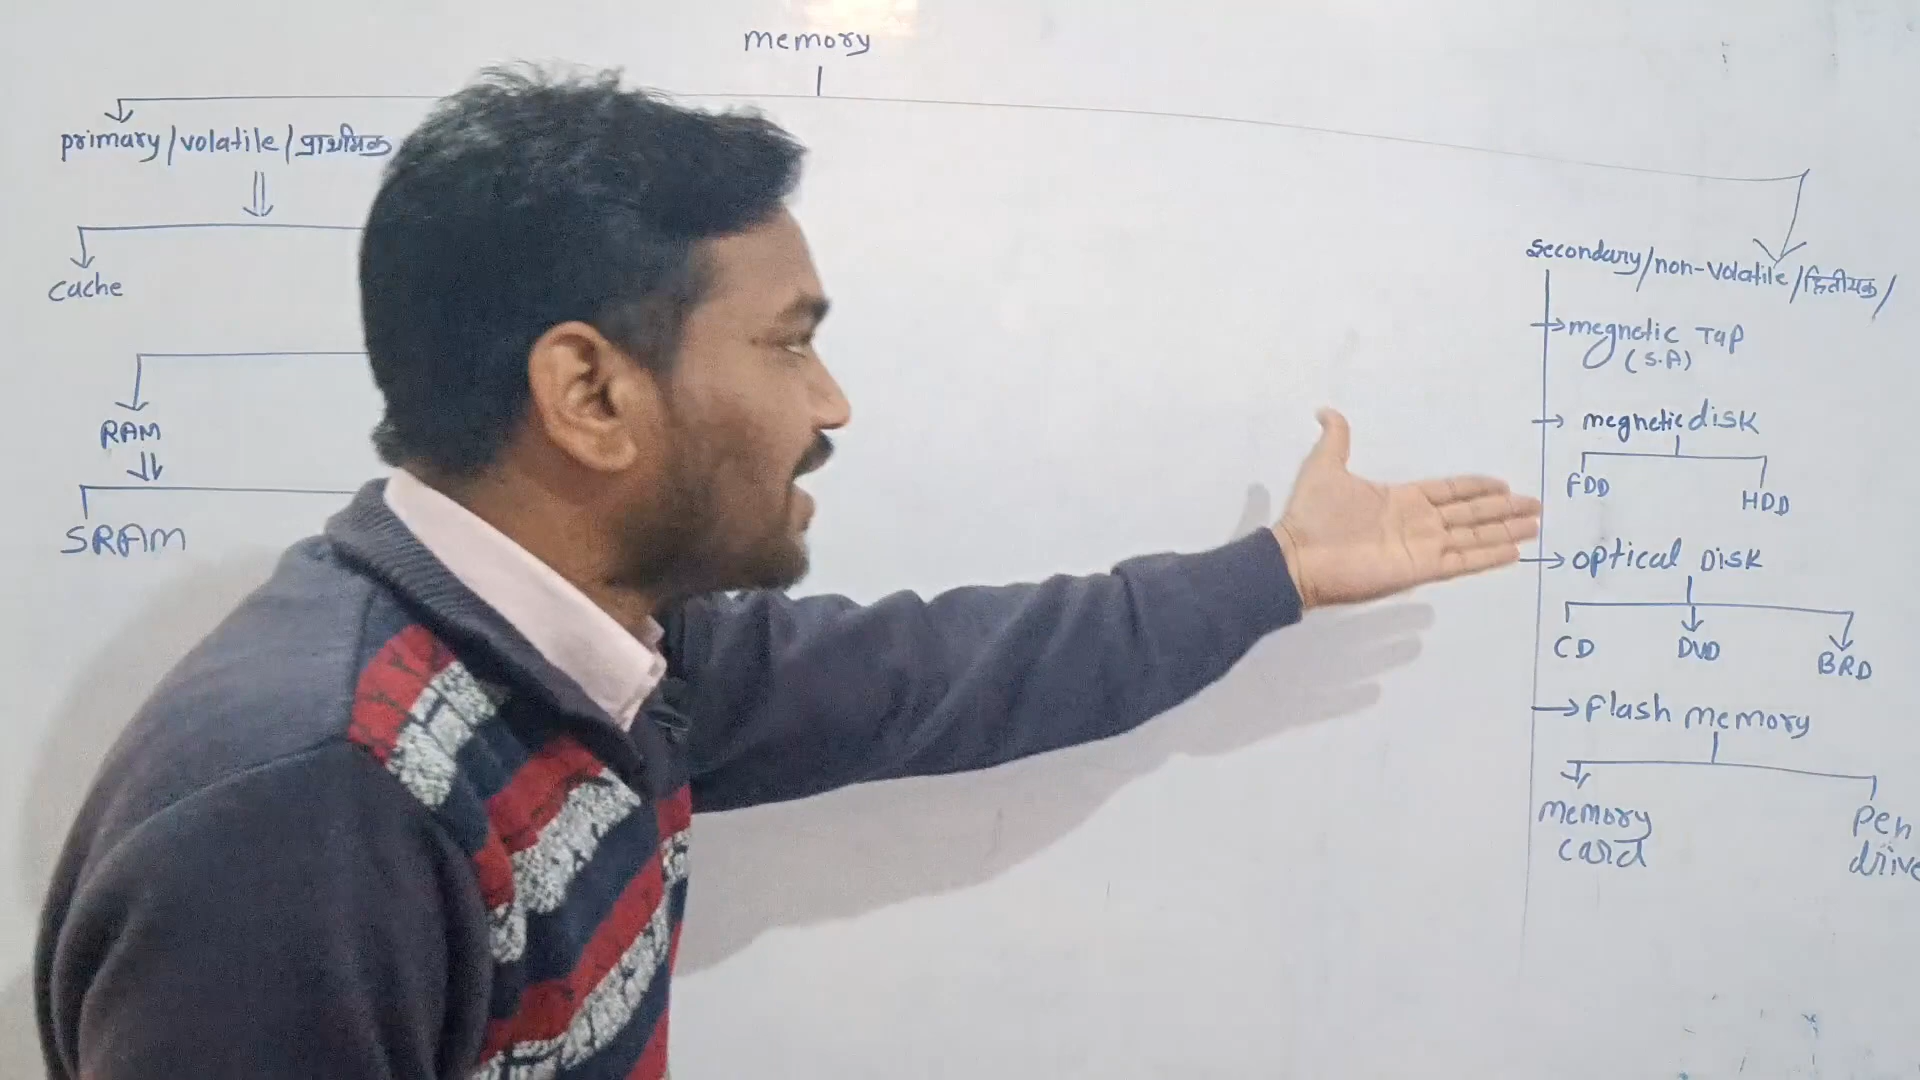 memory
primary/volatile/प्राथमिक
Cache
RAM
SRAM
Secondary/non-volatile/द्वितीयक/
megnetic Tap
(S.A)
megnetic disk
FDD
HDD
optical Disk
CD
DVD
BRD
Flash memory
memory
card
Pen
drive